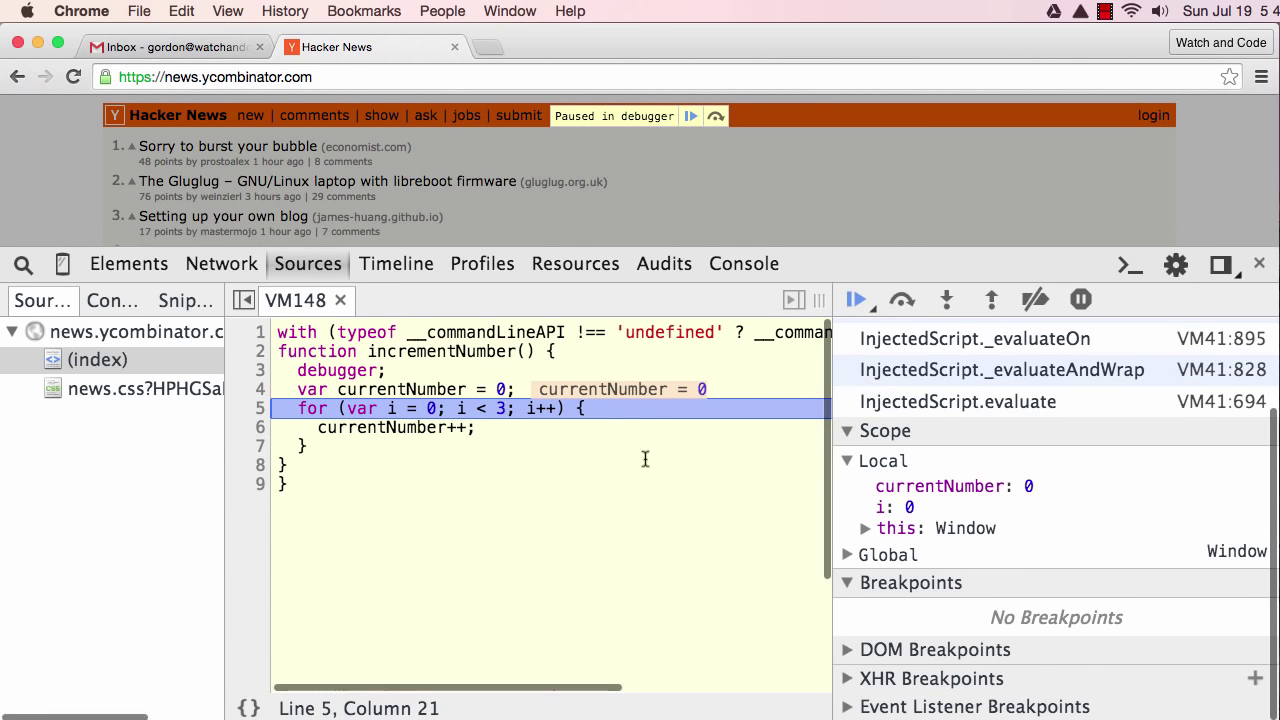 Chrome File Edit View History Bookmarks People Window Help Sun Jul 19 5 4
Inbox - gordon@watchand Hacker News Watch and Code
https://news.ycombinator.com
Y Hacker News new | comments | show | ask | jobs | submit Paused in debugger login
1. Sorry to burst your bubble (economist.com)
48 points by prostoalex 1 hour ago | 8 comments
2. The Gluglug – GNU/Linux laptop with libreboot firmware (gluglug.org.uk)
76 points by weinzierl 3 hours ago | 29 comments
3. Setting up your own blog (james-huang.github.io)
17 points by mastermojo 1 hour ago | 7 comments
Elements Network Sources Timeline Profiles Resources Audits Console
Sour... Con... Snip... VM148
news.ycombinator.c
(index)
news.css?HPHGSa
1 with (typeof __commandLineAPI !== 'undefined' ? __comman
2 function incrementNumber() {
3 debugger;
4 var currentNumber = 0; currentNumber = 0
5 for (var i = 0; i < 3; i++) {
6 currentNumber++;
7 }
8 }
9 }
{} Line 5, Column 21
InjectedScript._evaluateOn VM41:895
InjectedScript._evaluateAndWrap VM41:828
InjectedScript.evaluate VM41:694
Scope
Local
currentNumber: 0
i: 0
this: Window
Global Window
Breakpoints
No Breakpoints
DOM Breakpoints
XHR Breakpoints +
Event Listener Breakpoints